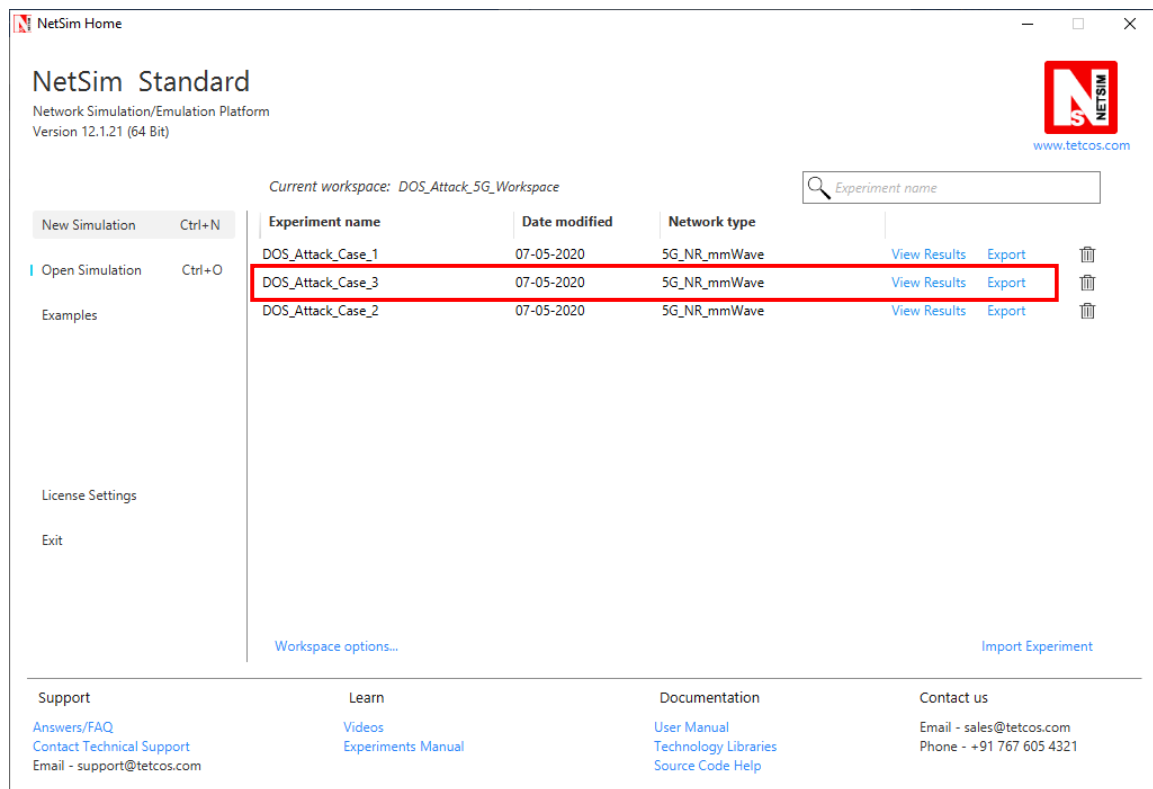 NetSim Home
NetSim Standard
Network Simulation/Emulation Platform
Version 12.1.21 (64 Bit)
NETSIM
NS
www.tetcos.com
Current workspace: DOS_Attack_5G_Workspace
Experiment name
New Simulation Ctrl+N
Open Simulation Ctrl+O
Examples
License Settings
Exit
Experiment name Date modified Network type
DOS_Attack_Case_1 07-05-2020 5G_NR_mmWave View Results Export
DOS_Attack_Case_3 07-05-2020 5G_NR_mmWave View Results Export
DOS_Attack_Case_2 07-05-2020 5G_NR_mmWave View Results Export
Workspace options... Import Experiment
Support
Answers/FAQ
Contact Technical Support
Email - support@tetcos.com
Learn
Videos
Experiments Manual
Documentation
User Manual
Technology Libraries
Source Code Help
Contact us
Email - sales@tetcos.com
Phone - +91 767 605 4321